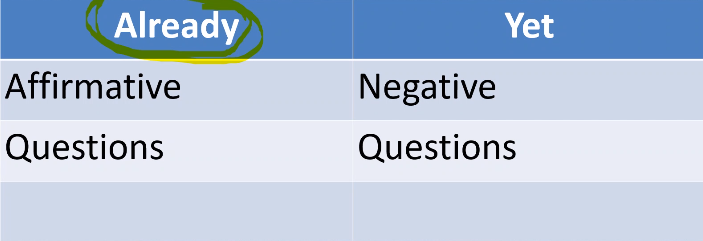 Already Yet
Affirmative Negative
Questions Questions